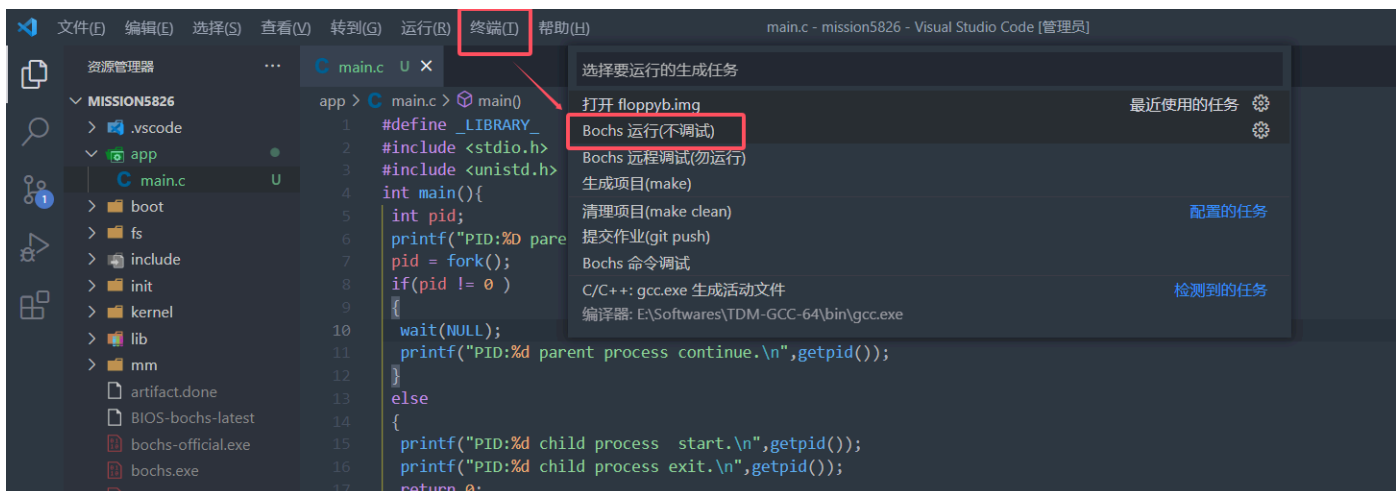 文件(F) 编辑(E) 选择(S) 查看(V) 转到(G) 运行(R) 终端(T) 帮助(H) main.c - mission5826 - Visual Studio Code [管理员]
资源管理器 ···
MISSION5826
.vscode
app
C main.c U
boot
fs
include
init
kernel
lib
mm
artifact.done
BIOS-bochs-latest
bochs-official.exe
bochs.exe
1
C main.c U ×
app > C main.c > main()
1 #define _LIBRARY_
2 #include <stdio.h>
3 #include <unistd.h>
4 int main(){
5 int pid;
6 printf("PID:%D pare
7 pid = fork();
8 if(pid != 0 )
9 {
10 wait(NULL);
11 printf("PID:%d parent process continue.\n",getpid());
12 }
13 else
14 {
15 printf("PID:%d child process  start.\n",getpid());
16 printf("PID:%d child process exit.\n",getpid());
17 return 0;
选择要运行的生成任务
打开 floppyb.img 最近使用的任务
Bochs 运行(不调试)
Bochs 远程调试(勿运行)
生成项目(make)
清理项目(make clean) 配置的任务
提交作业(git push)
Bochs 命令调试
C/C++: gcc.exe 生成活动文件 检测到的任务
编译器: E:\Softwares\TDM-GCC-64\bin\gcc.exe